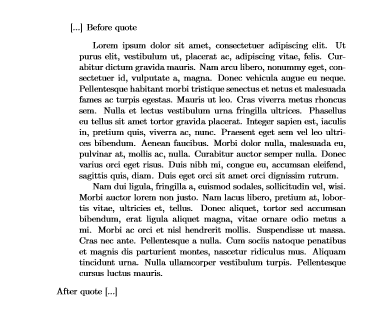 [...] Before quote
Lorem ipsum dolor sit amet, consectetuer adipiscing elit. Ut
purus elit, vestibulum ut, placerat ac, adipiscing vitae, felis. Cur-
abitur dictum gravida mauris. Nam arcu libero, nonummy eget, con-
sectetuer id, vulputate a, magna. Donec vehicula augue eu neque.
Pellentesque habitant morbi tristique senectus et netus et malesuada
fames ac turpis egestas. Mauris ut leo. Cras viverra metus rhoncus
sem. Nulla et lectus vestibulum urna fringilla ultrices. Phasellus
eu tellus sit amet tortor gravida placerat. Integer sapien est, iaculis
in, pretium quis, viverra ac, nunc. Praesent eget sem vel leo ultri-
ces bibendum. Aenean faucibus. Morbi dolor nulla, malesuada eu,
pulvinar at, mollis ac, nulla. Curabitur auctor semper nulla. Donec
varius orci eget risus. Duis nibh mi, congue eu, accumsan eleifend,
sagittis quis, diam. Duis eget orci sit amet orci dignissim rutrum.
Nam dui ligula, fringilla a, euismod sodales, sollicitudin vel, wisi.
Morbi auctor lorem non justo. Nam lacus libero, pretium at, lobor-
tis vitae, ultricies et, tellus. Donec aliquet, tortor sed accumsan
bibendum, erat ligula aliquet magna, vitae ornare odio metus a
mi. Morbi ac orci et nisl hendrerit mollis. Suspendisse ut massa.
Cras nec ante. Pellentesque a nulla. Cum sociis natoque penatibus
et magnis dis parturient montes, nascetur ridiculus mus. Aliquam
tincidunt urna. Nulla ullamcorper vestibulum turpis. Pellentesque
cursus luctus mauris.
After quote [...]